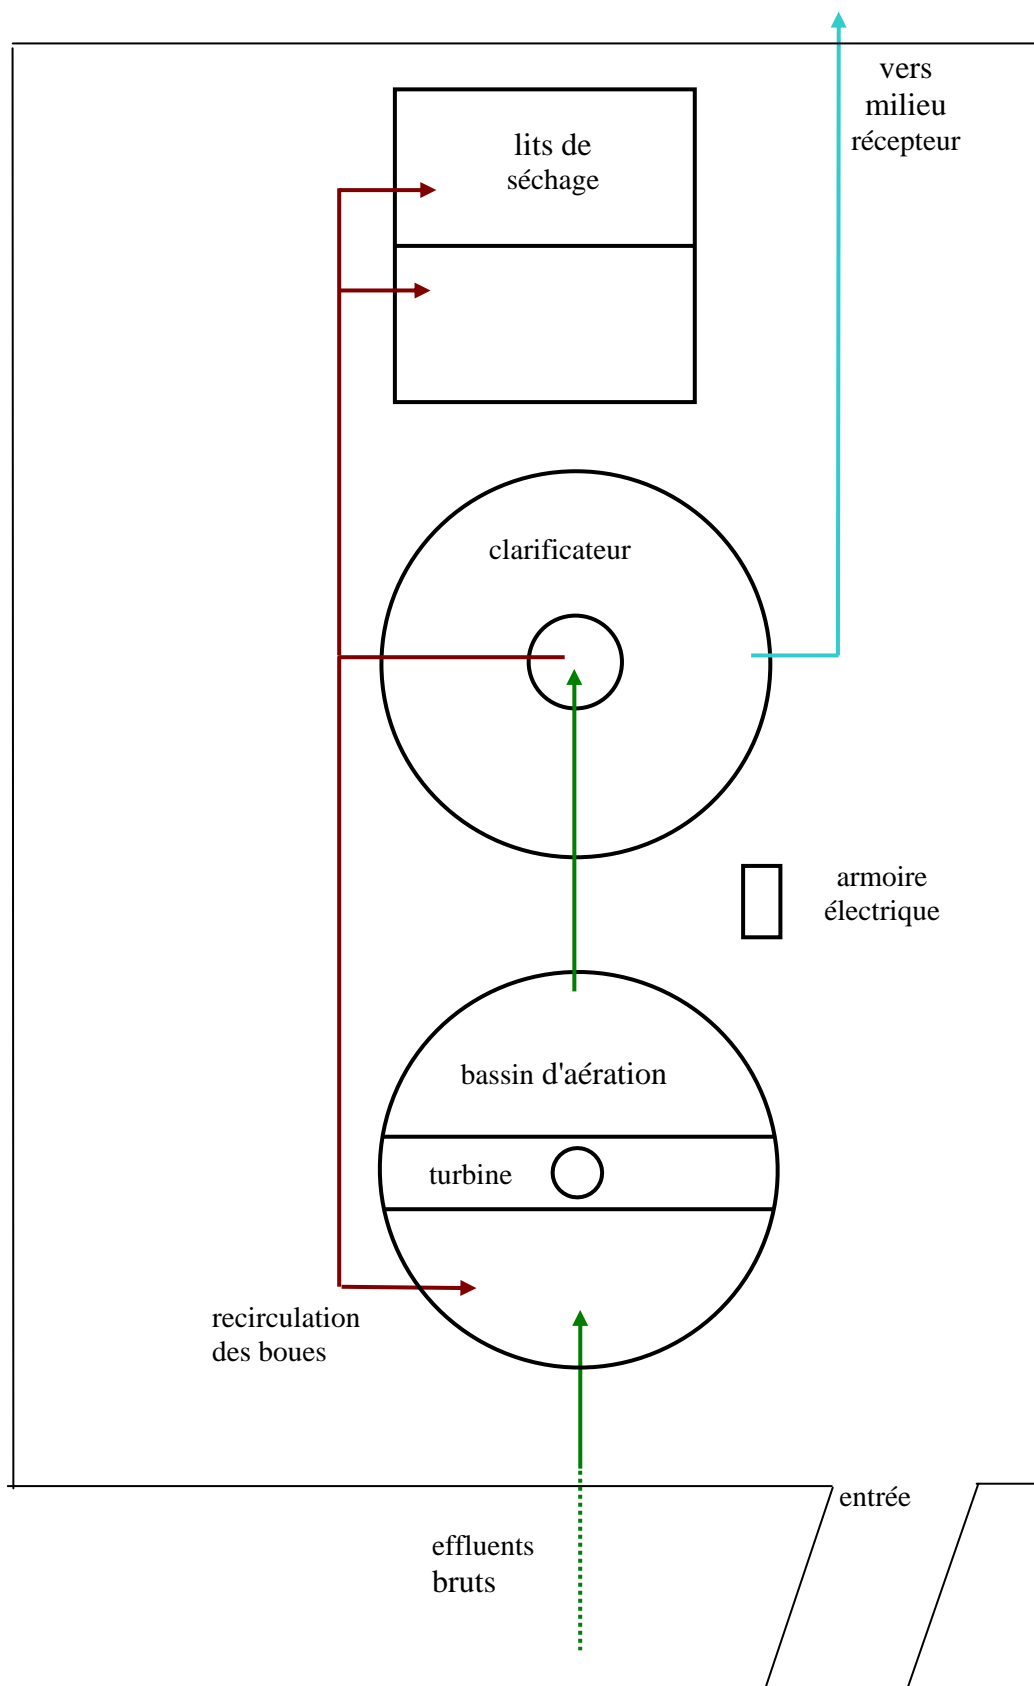 vers
milieu
récepteur
lits de
séchage
clarificateur
armoire
électrique
bassin d'aération
turbine
recirculation
des boues
entrée
effluents
bruts